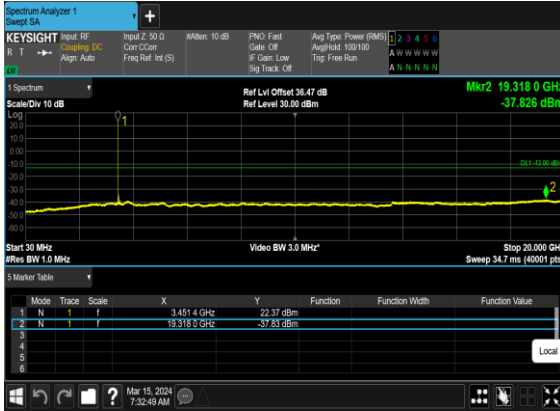 Spectrum Analyzer 1
Swept SA
+
KEYSIGHT
R T
Input: RF
Coupling: DC
Align: Auto
Input Z: 50 Ω
Corr CCorr
Freq Ref: Int (S)
#Atten: 10 dB
PNO: Fast
Gate: Off
IF Gain: Low
Sig Track: Off
Avg Type: Power (RMS)
Avg|Hold: 100/100
Trig: Free Run
1 2 3 4 5 6
A W W W W W
A N N N N N
1 Spectrum
Scale/Div 10 dB
Ref Lvl Offset 36.47 dB
Ref Level 30.00 dBm
Mkr2 19.318 0 GHz
-37.826 dBm
Log
20.0
10.0
0.00
-10.0
-20.0
-30.0
-40.0
-50.0
-60.0
1
DL1 -13.00 dBm
2
Start 30 MHz
#Res BW 1.0 MHz
Video BW 3.0 MHz*
Stop 20.000 GHz
Sweep 34.7 ms (40001 pts)
5 Marker Table
Mode Trace Scale X Y Function Function Width Function Value
1 N 1 f 3.451 4 GHz 22.37 dBm
2 N 1 f 19.318 0 GHz -37.83 dBm
3
4
5
6
Local
?
Mar 15, 2024
7:32:49 AM